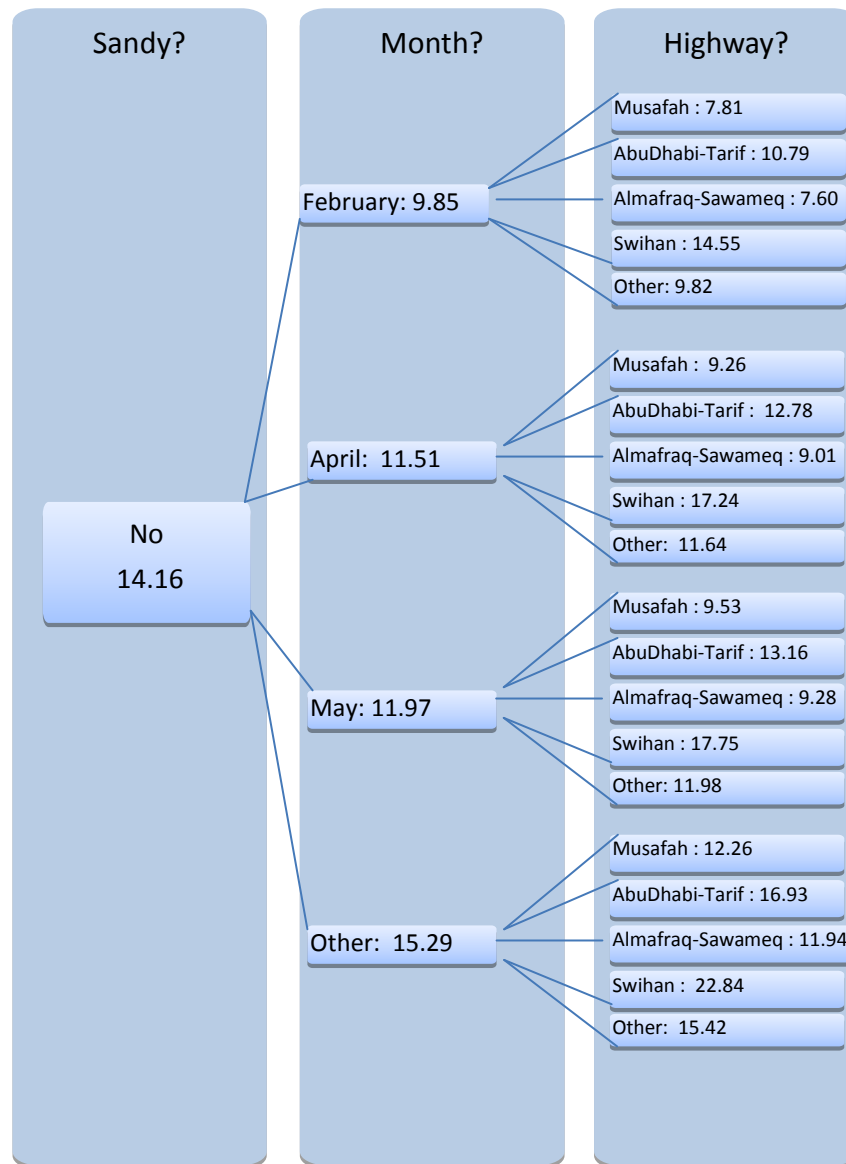 Sandy?
Month?
Highway?
No
14.16
February: 9.85
Musafah : 7.81
AbuDhabi-Tarif : 10.79
Almafraq-Sawameq : 7.60
Swihan : 14.55
Other: 9.82
April:  11.51
Musafah :  9.26
AbuDhabi-Tarif :  12.78
Almafraq-Sawameq : 9.01
Swihan : 17.24
Other:  11.64
May: 11.97
Musafah : 9.53
AbuDhabi-Tarif : 13.16
Almafraq-Sawameq : 9.28
Swihan : 17.75
Other: 11.98
Other:  15.29
Musafah : 12.26
AbuDhabi-Tarif : 16.93
Almafraq-Sawameq : 11.94
Swihan :  22.84
Other:  15.42